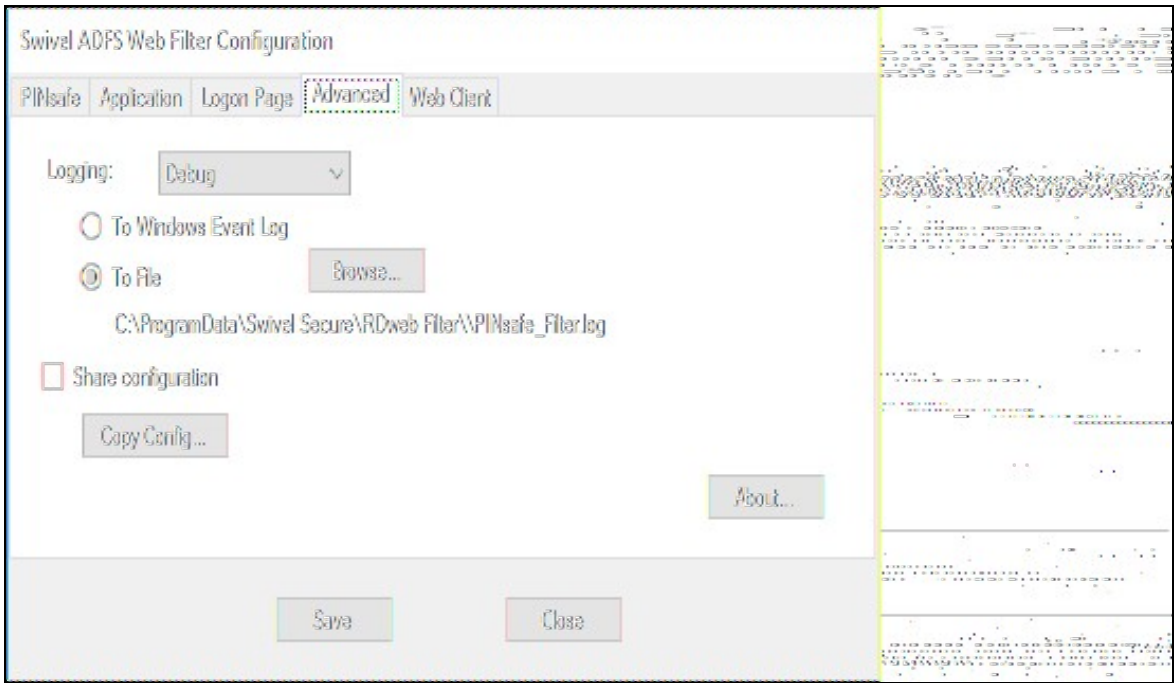 Swivel ADFS Web Filter Configuration
PINsafe Application Logon Page Advanced Web Client
Logging: Debug
To Windows Event Log
To File Browse...
C:\ProgramData\Swivel Secure\RDweb Filter\\PINsafe_Filter.log
Share configuration
Copy Config...
About...
Save Close